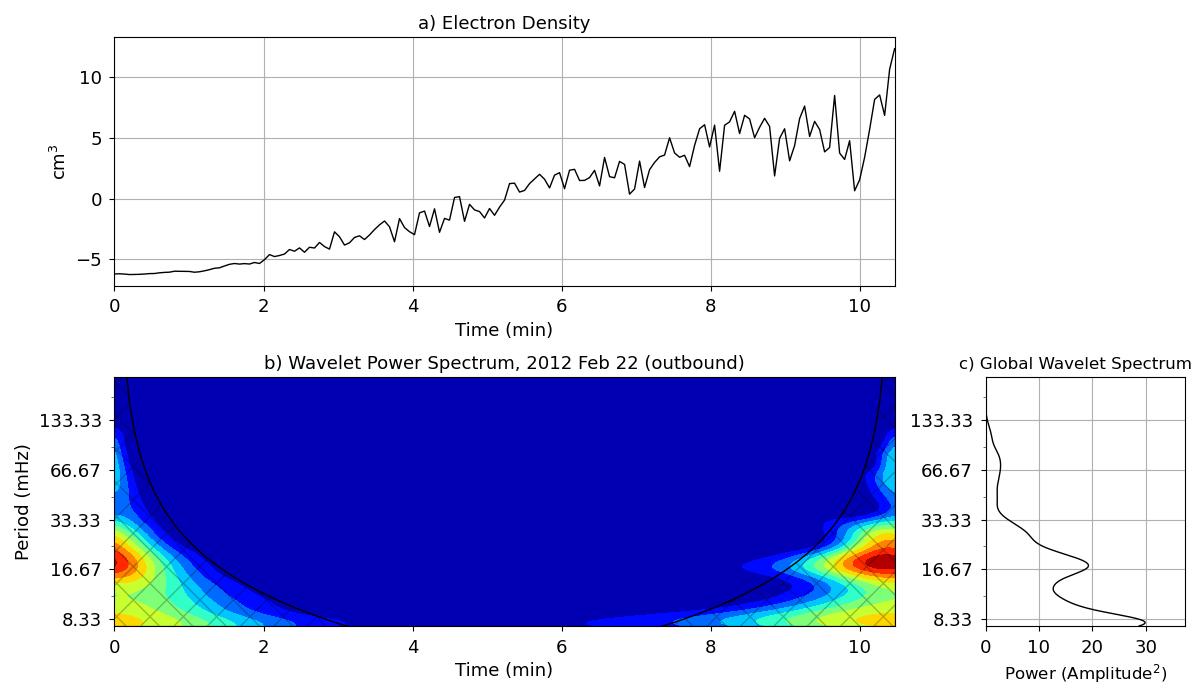 a) Electron Density
10
5
0
−5
cm³
0 2 4 6 8 10
Time (min)
b) Wavelet Power Spectrum, 2012 Feb 22 (outbound)
133.33
66.67
33.33
16.67
8.33
Period (mHz)
0 2 4 6 8 10
Time (min)
c) Global Wavelet Spectrum
133.33
66.67
33.33
16.67
8.33
0 10 20 30
Power (Amplitude²)